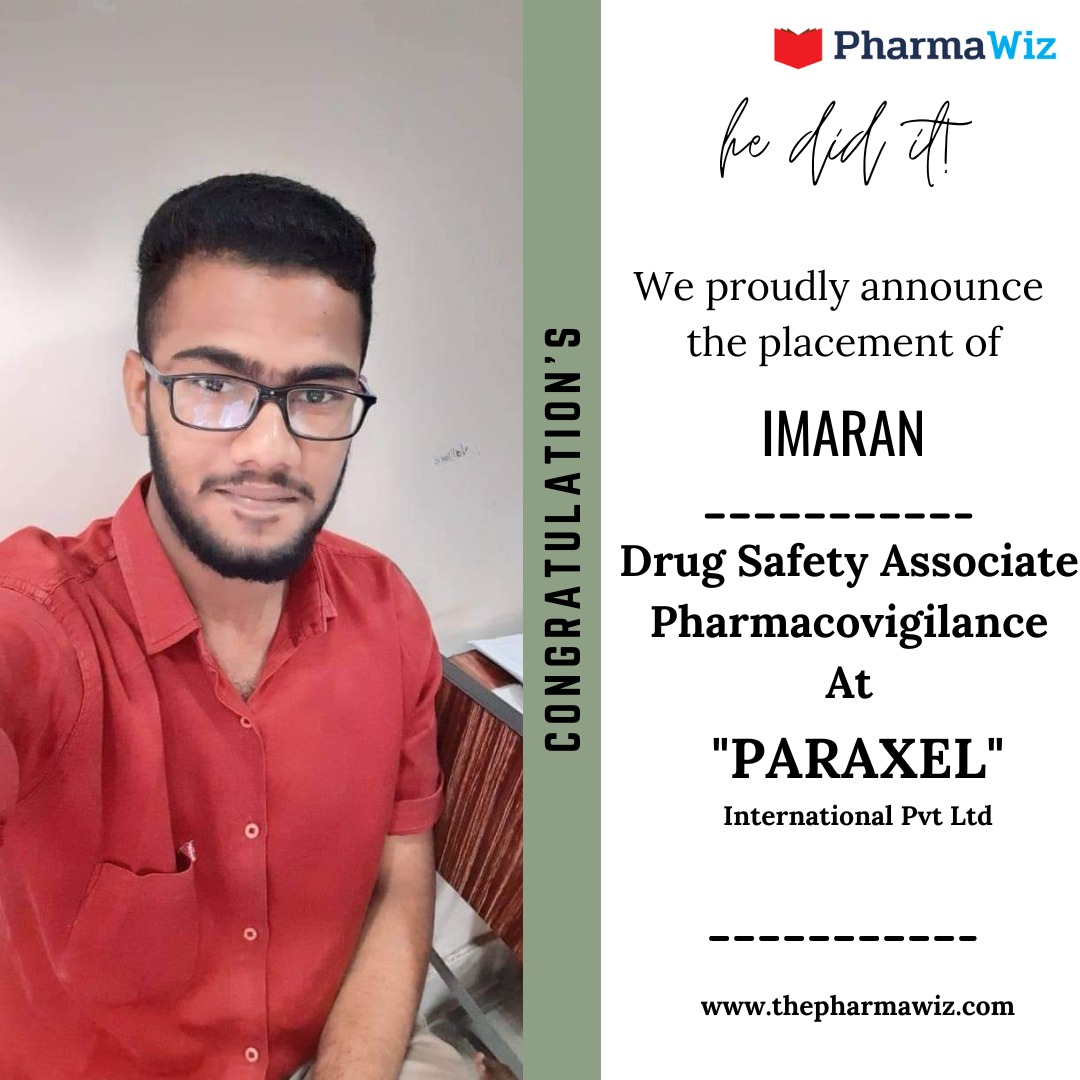 PharmaWiz
he did it!
CONGRATULATION'S
We proudly announce
the placement of
IMARAN
Drug Safety Associate
Pharmacovigilance
At
"PARAXEL"
International Pvt Ltd
www.thepharmawiz.com